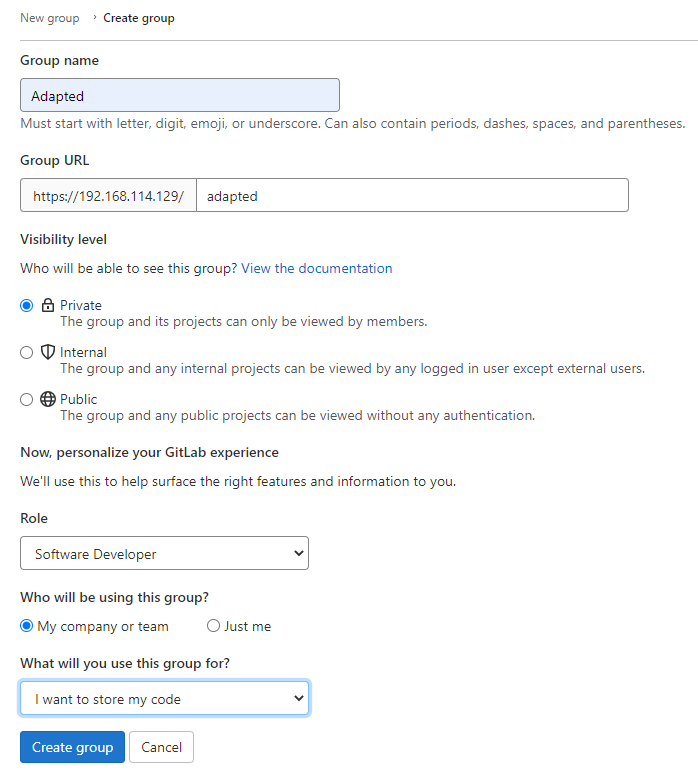 New group › Create group
Group name
Adapted
Must start with letter, digit, emoji, or underscore. Can also contain periods, dashes, spaces, and parentheses.
Group URL
https://192.168.114.129/ adapted
Visibility level
Who will be able to see this group? View the documentation
Private
The group and its projects can only be viewed by members.
Internal
The group and any internal projects can be viewed by any logged in user except external users.
Public
The group and any public projects can be viewed without any authentication.
Now, personalize your GitLab experience
We'll use this to help surface the right features and information to you.
Role
Software Developer
Who will be using this group?
My company or team Just me
What will you use this group for?
I want to store my code
Create group Cancel